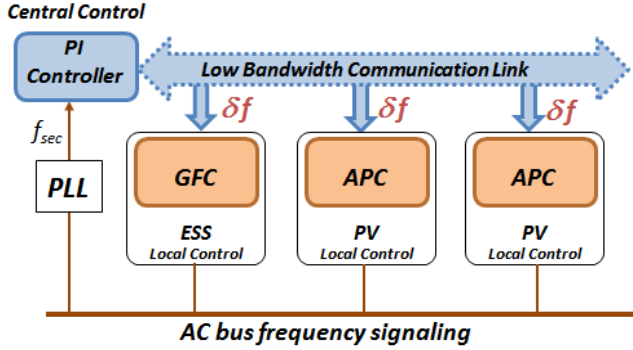 Central Control
PI
Controller
Low Bandwidth Communication Link
δf
δf
δf
f_sec
PLL
GFC
APC
APC
ESS
Local Control
PV
Local Control
PV
Local Control
AC bus frequency signaling